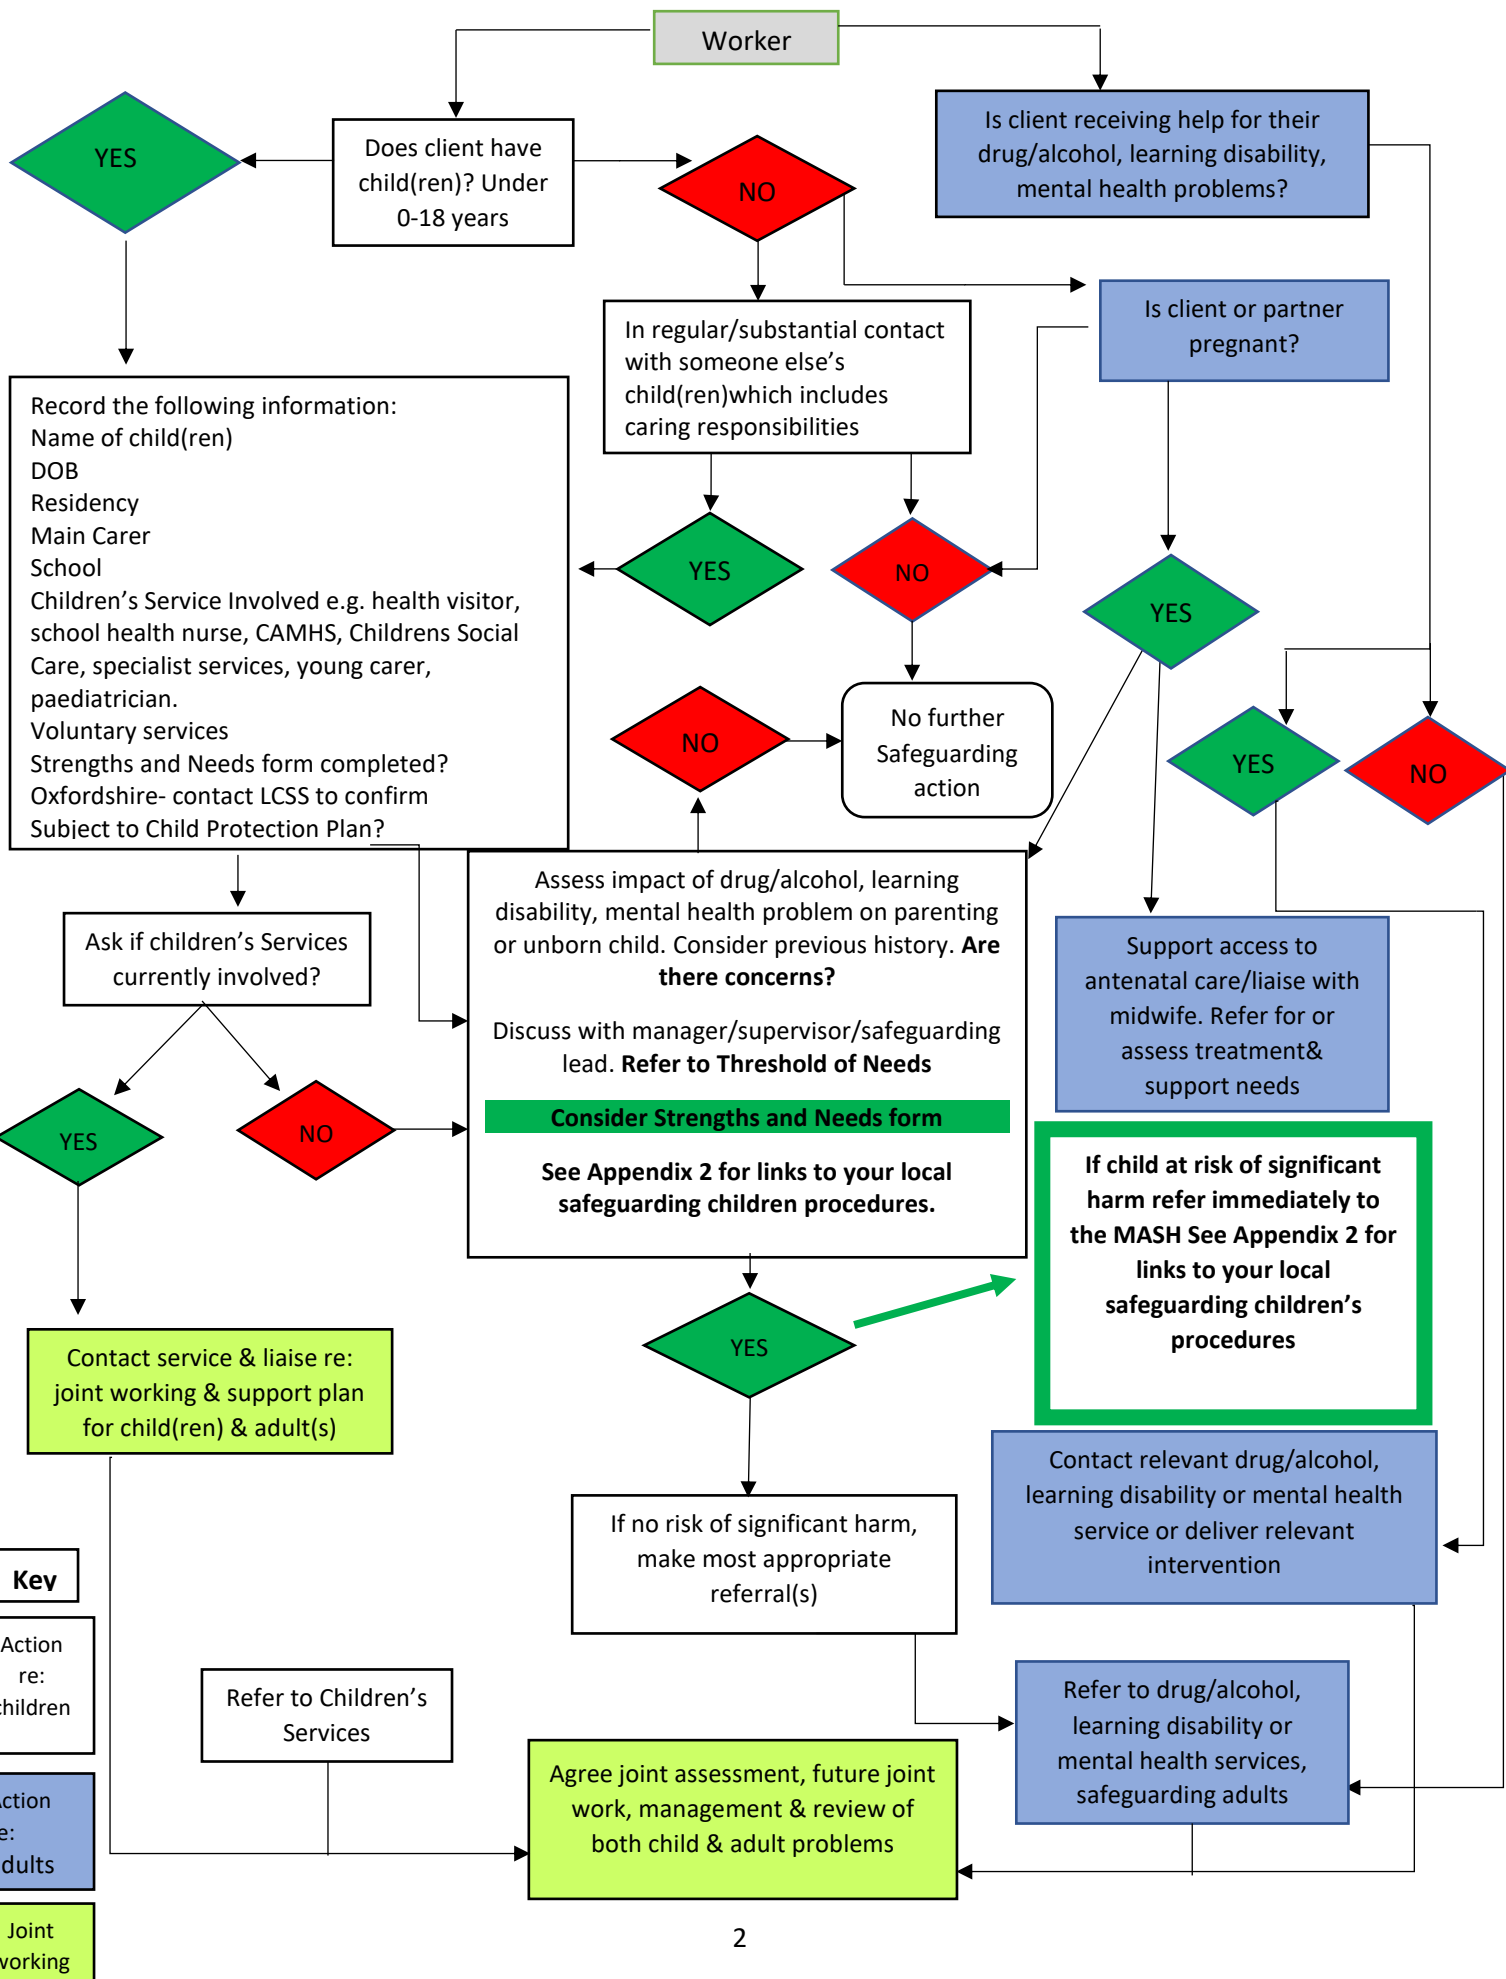 Worker
Does client have
child(ren)? Under
0-18 years
Is client receiving help for their
drug/alcohol, learning disability,
mental health problems?
YES
NO
Is client or partner
pregnant?
In regular/substantial contact
with someone else’s
child(ren)which includes
caring responsibilities
Record the following information:
Name of child(ren)
DOB
Residency
Main Carer
School
Children’s Service Involved e.g. health visitor,
school health nurse, CAMHS, Childrens Social
Care, specialist services, young carer,
paediatrician.
Voluntary services
Strengths and Needs form completed?
Oxfordshire- contact LCSS to confirm
Subject to Child Protection Plan?
YES
NO
YES
NO
No further
Safeguarding
action
YES
NO
Assess impact of drug/alcohol, learning
disability, mental health problem on parenting
or unborn child. Consider previous history. Are
there concerns?
Discuss with manager/supervisor/safeguarding
lead. Refer to Threshold of Needs
Consider Strengths and Needs form
See Appendix 2 for links to your local
safeguarding children procedures.
Ask if children’s Services
currently involved?
Support access to
antenatal care/liaise with
midwife. Refer for or
assess treatment&
support needs
YES
NO
If child at risk of significant
harm refer immediately to
the MASH See Appendix 2 for
links to your local
safeguarding children’s
procedures
YES
Contact service & liaise re:
joint working & support plan
for child(ren) & adult(s)
Contact relevant drug/alcohol,
learning disability or mental health
service or deliver relevant
intervention
If no risk of significant harm,
make most appropriate
referral(s)
Key
Action
re:
children
Refer to Children’s
Services
Refer to drug/alcohol,
learning disability or
mental health services,
safeguarding adults
Agree joint assessment, future joint
work, management & review of
both child & adult problems
Action
re:
adults
Joint
working
2